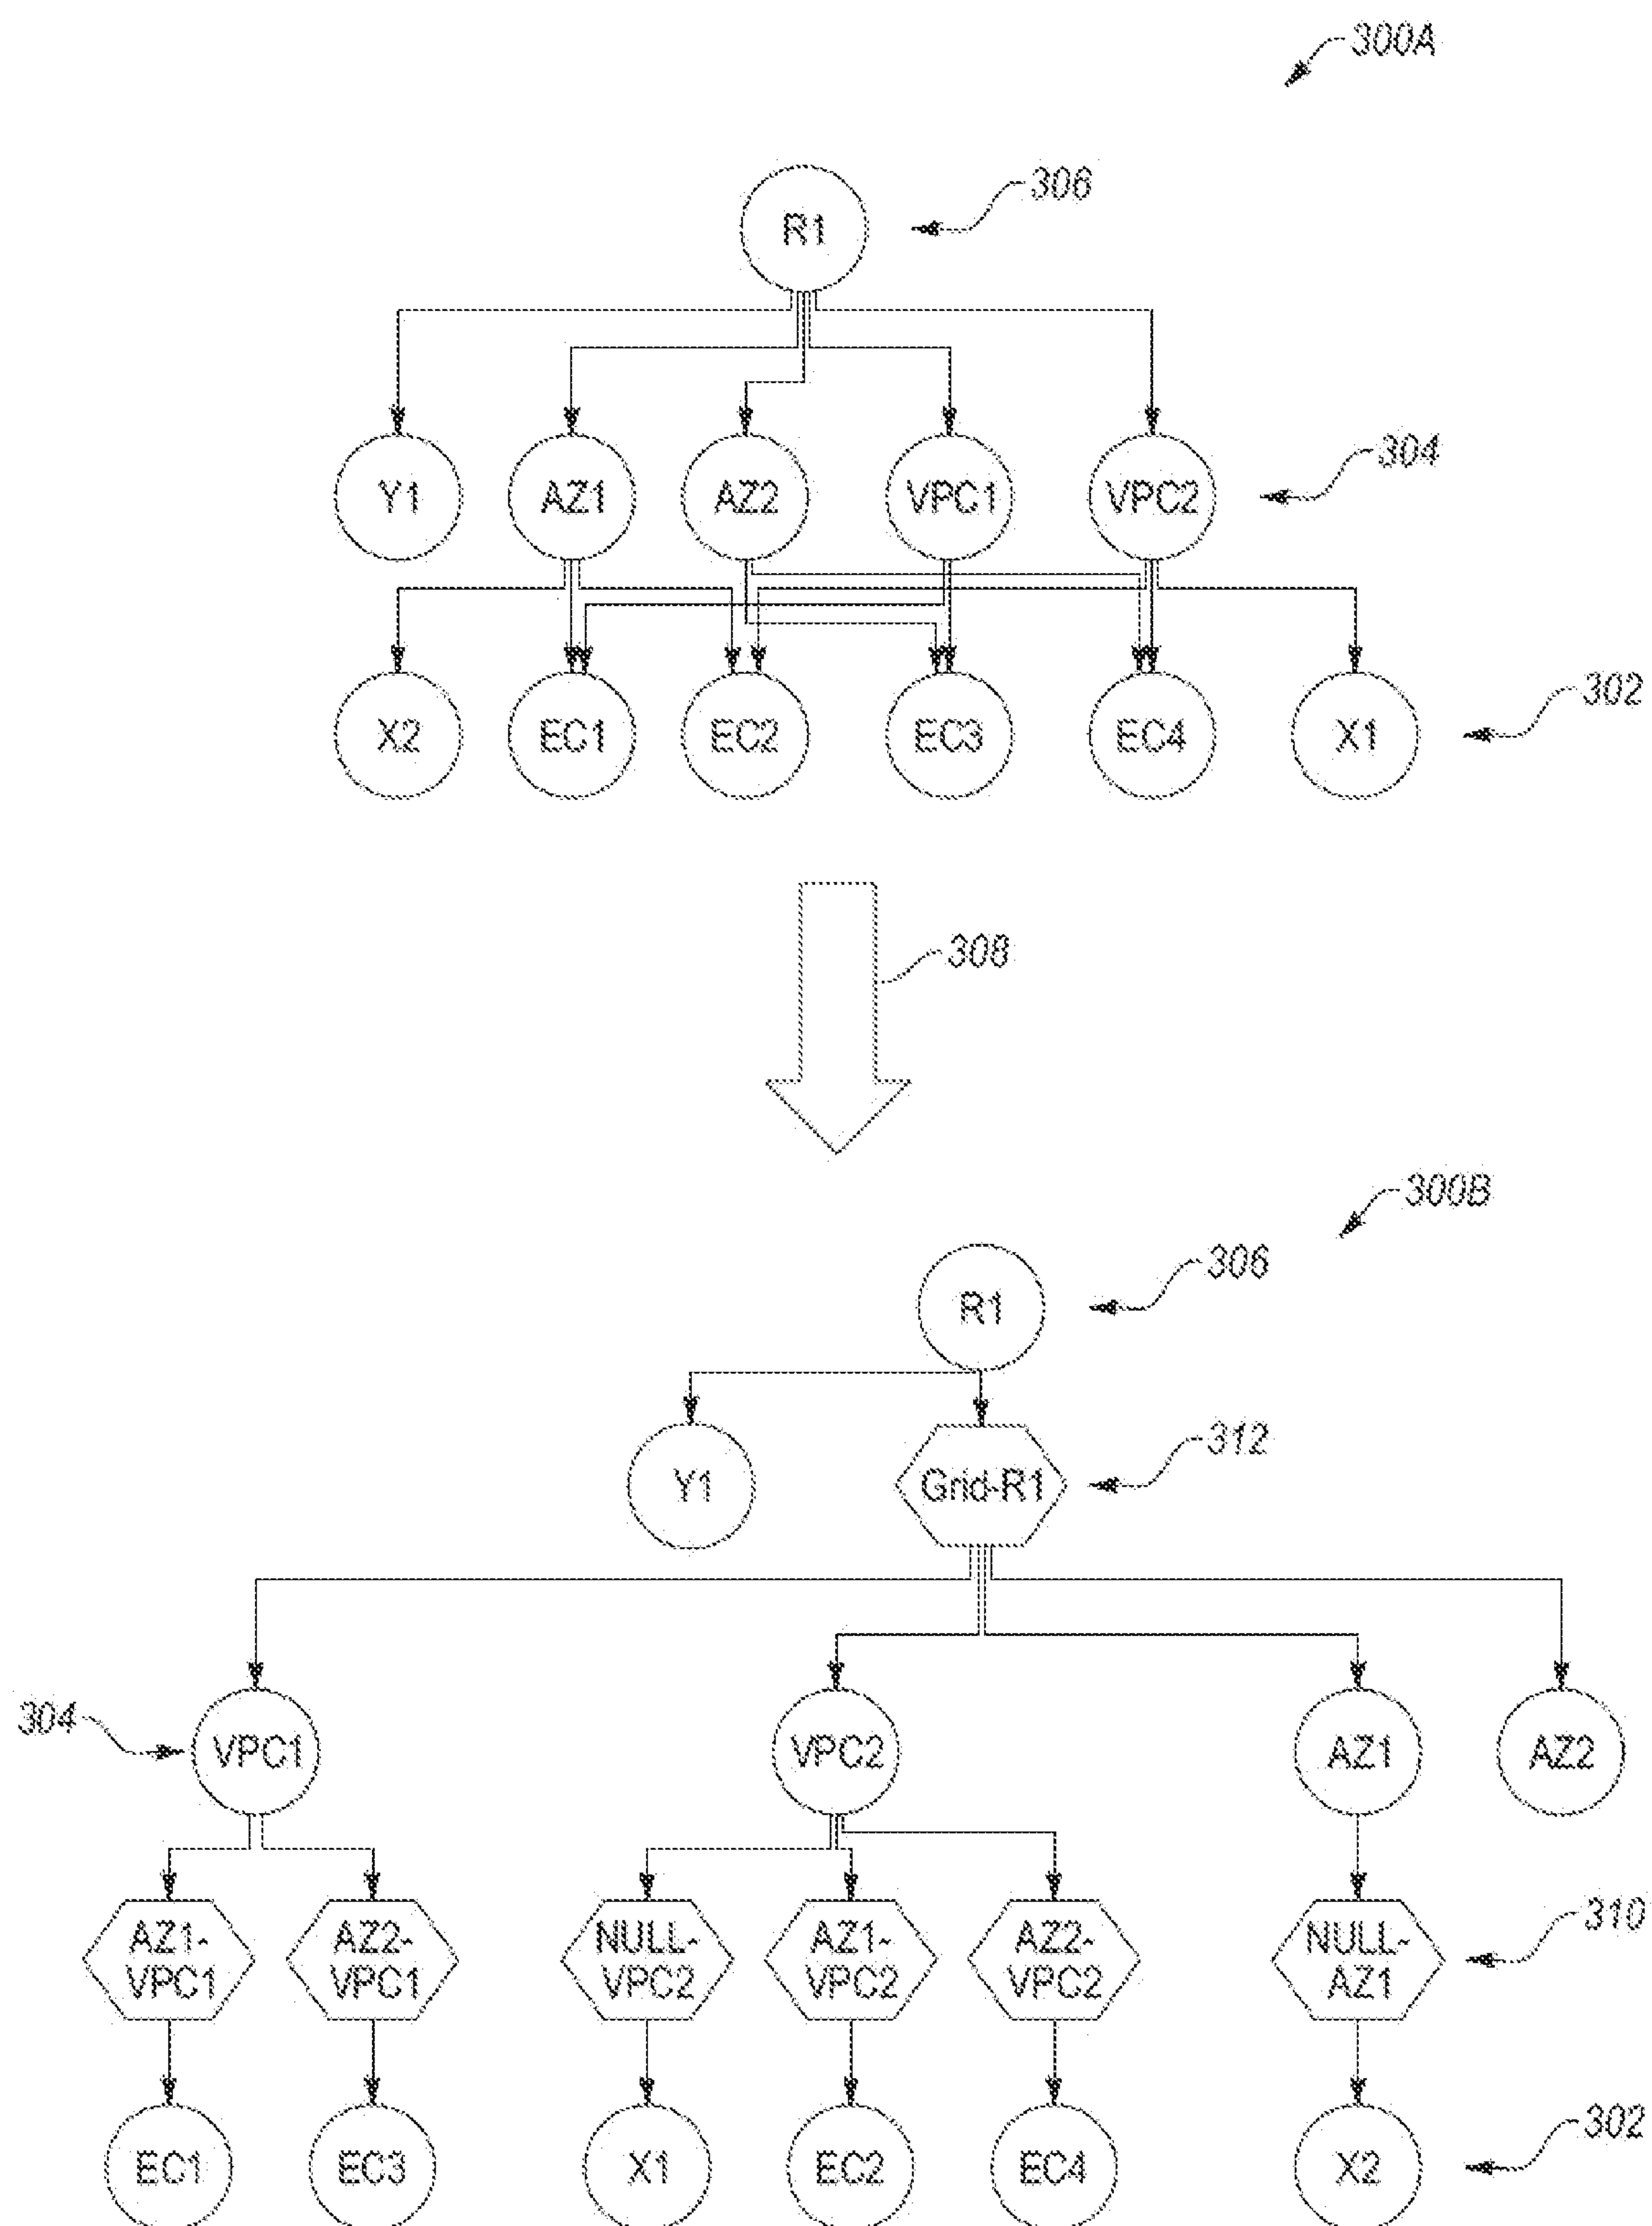 300A
R1
306
Y1
AZ1
AZ2
VPC1
VPC2
304
X2
EC1
EC2
EC3
EC4
X1
302
308
300B
R1
306
Y1
Grid-R1
312
304
VPC1
VPC2
AZ1
AZ2
AZ1-
VPC1
AZ2-
VPC1
NULL-
VPC2
AZ1-
VPC2
AZ2-
VPC2
NULL-
AZ1
310
EC1
EC3
X1
EC2
EC4
X2
302